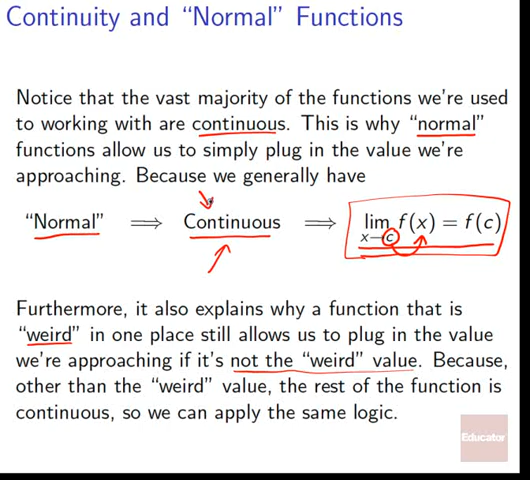 Continuity and “Normal” Functions
Notice that the vast majority of the functions we’re used
to working with are continuous. This is why “normal”
functions allow us to simply plug in the value we’re
approaching. Because we generally have
“Normal” ⟹ Continuous ⟹ lim f(x) = f(c)
x→c
Furthermore, it also explains why a function that is
“weird” in one place still allows us to plug in the value
we’re approaching if it’s not the “weird” value. Because,
other than the “weird” value, the rest of the function is
continuous, so we can apply the same logic.
Educator